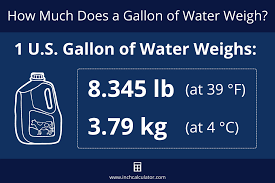 How Much Does a Gallon of Water Weigh?
1 U.S. Gallon of Water Weighs:
8.345 lb (at 39 °F)
3.79 kg (at 4 °C)
www.inchcalculator.com